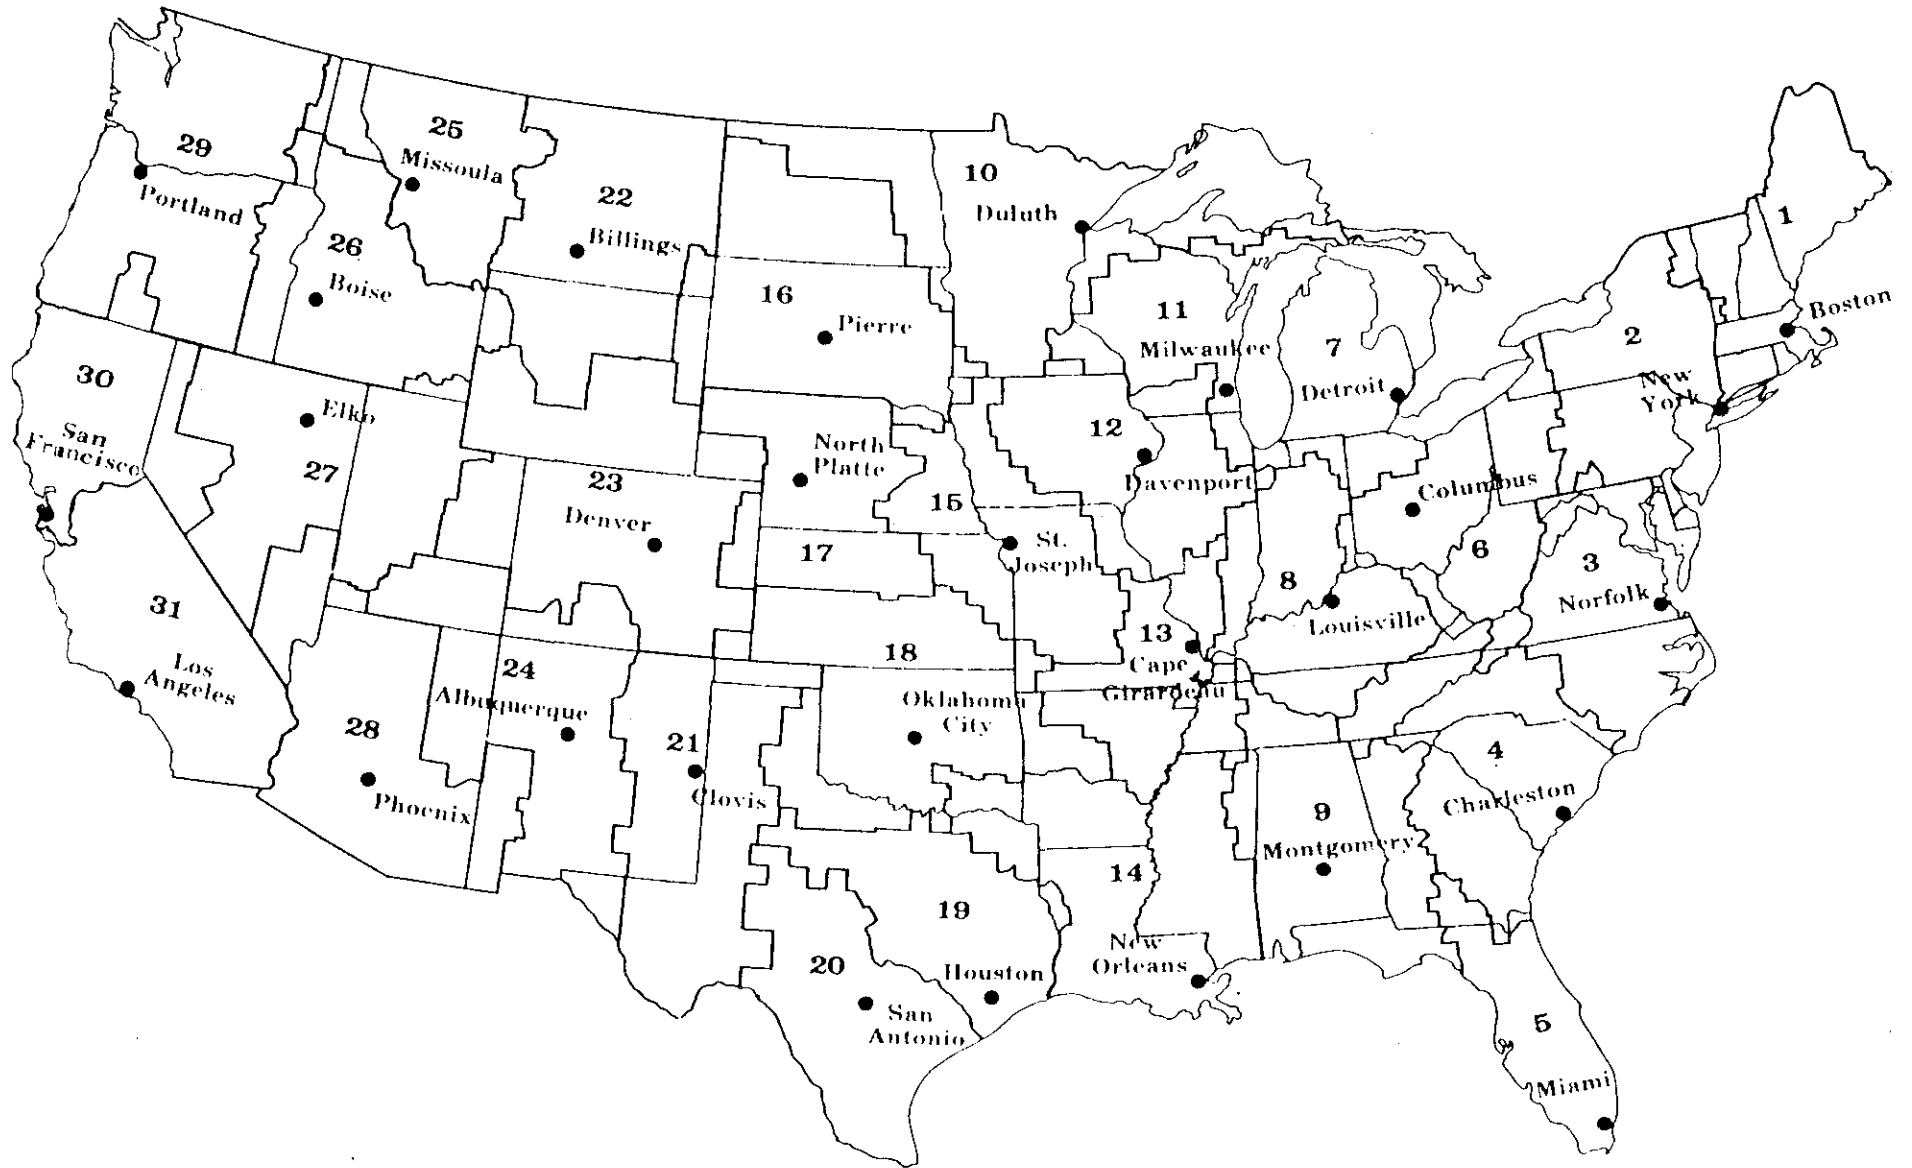 29
Portland
25
Missoula
22
Billings
26
Boise
10
Duluth
16
Pierre
11
Milwaukee
7
Detroit
1
Boston
2
New
York
30
San
Francisco
Elko
27
23
Denver
North
Platte
15
12
Davenport
Columbus
6
17
St.
Joseph
8
Louisville
3
Norfolk
31
Los
Angeles
24
Albuquerque
28
Phoenix
21
Clovis
18
Oklahoma
City
13
Cape
Girardeau
4
Charleston
9
Montgomery
14
New
Orleans
19
Houston
20
San
Antonio
5
Miami